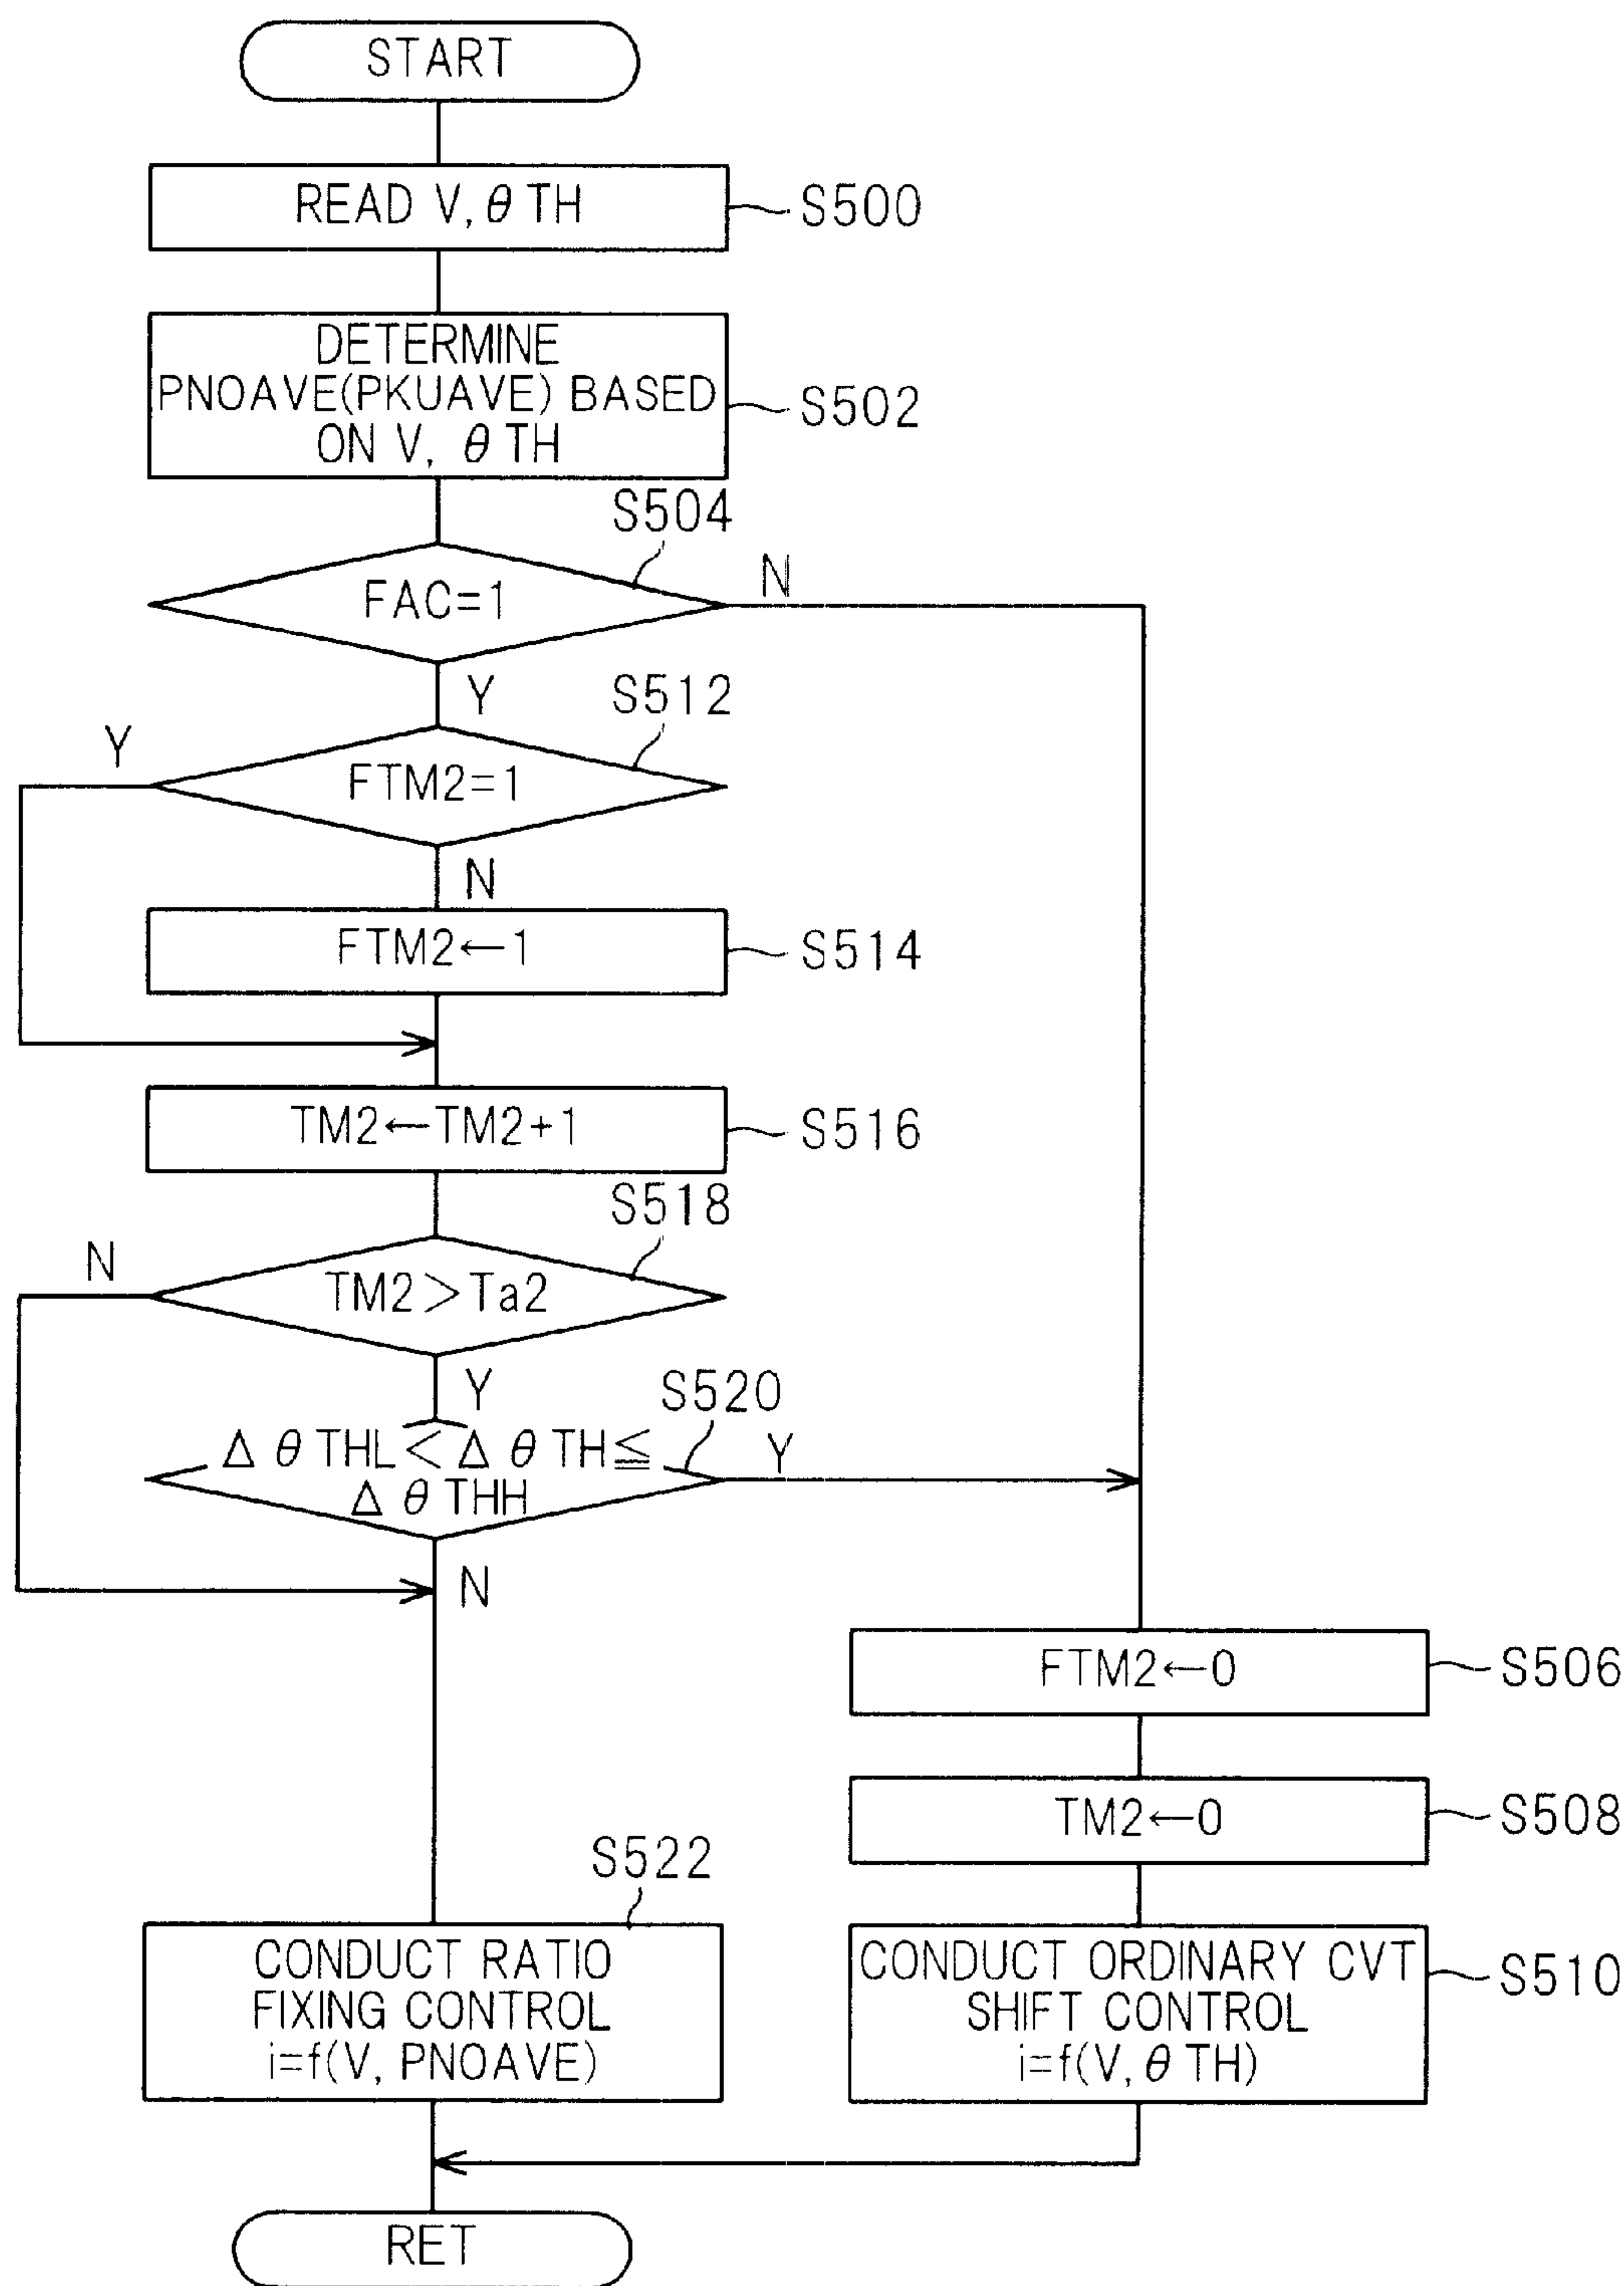 START
READ V, θ TH
S500
DETERMINE
PNOAVE(PKUAVE) BASED
ON V, θ TH
S502
S504
FAC=1
N
Y
S512
Y
FTM2=1
N
FTM2←1
S514
TM2←TM2+1
S516
S518
N
TM2>Ta2
Y
S520
Δ θ THL < Δ θ TH≦
Δ θ THH
Y
N
FTM2←0
S506
TM2←0
S508
S522
CONDUCT RATIO
FIXING CONTROL
i=f(V, PNOAVE)
CONDUCT ORDINARY CVT
SHIFT CONTROL
i=f(V, θ TH)
S510
RET